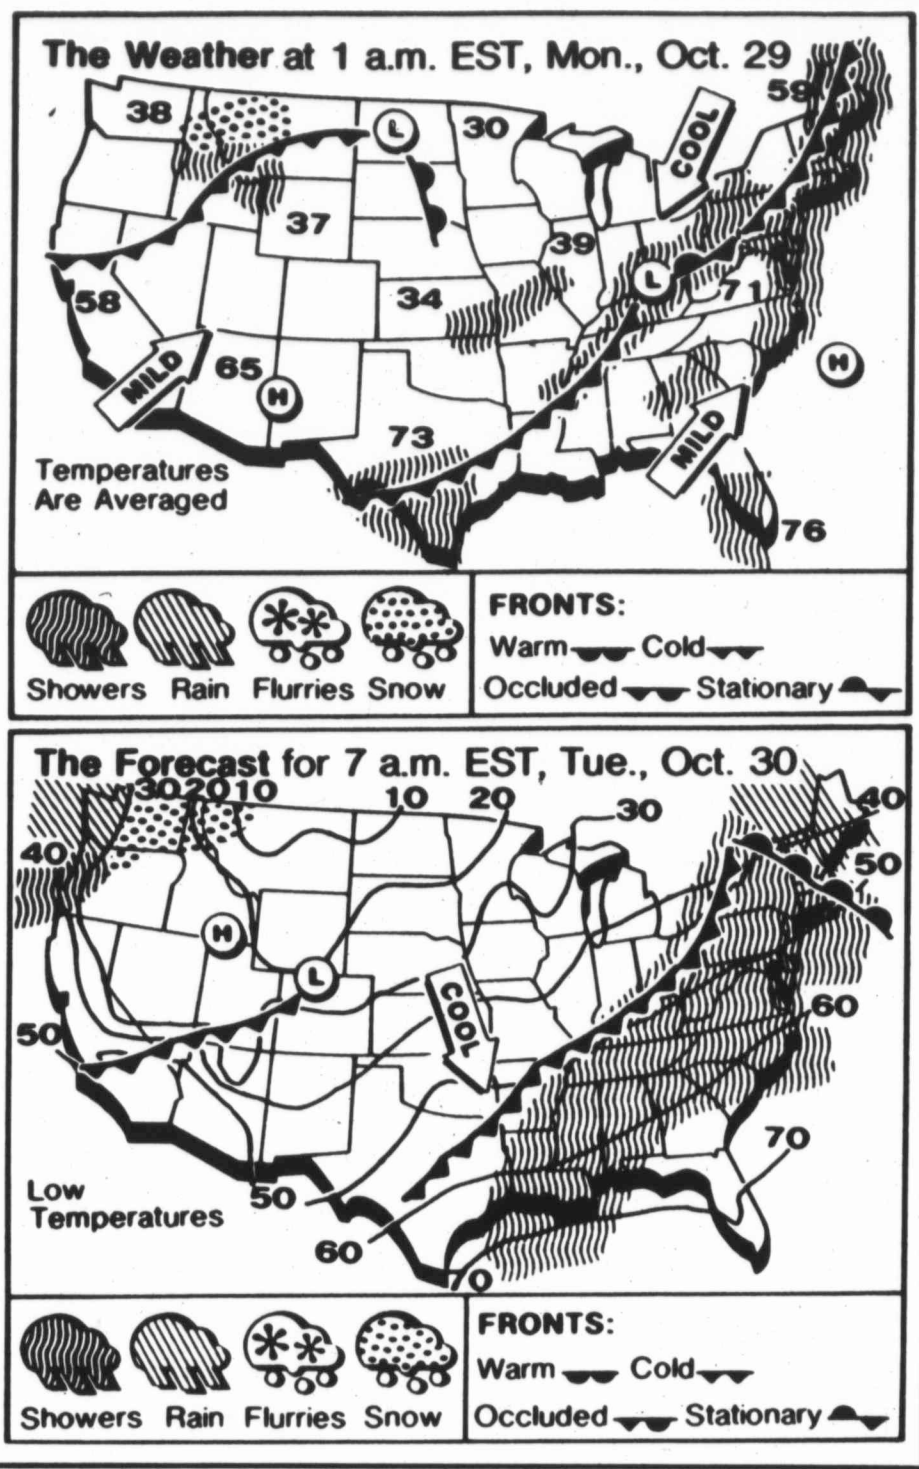 The Weather at 1 a.m. EST, Mon., Oct. 29
59
38
L
30
COOL
37
39
L
71
58
34
H
MILD
65
H
73
MILD
Temperatures
Are Averaged
76
Showers Rain Flurries Snow
FRONTS:
Warm Cold
Occluded Stationary
The Forecast for 7 a.m. EST, Tue., Oct. 30
30 20 10 10 20 30 40
40 50
H
L
COOL
50 60
70
Low
Temperatures
50
60
70
Showers Rain Flurries Snow
FRONTS:
Warm Cold
Occluded Stationary